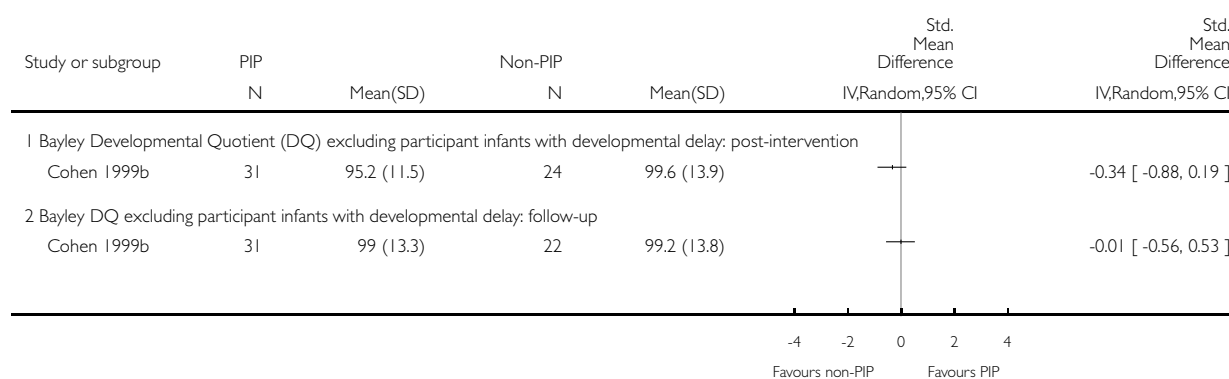 Std.
Mean
Difference
Std.
Mean
Difference
Study or subgroup PIP Non-PIP
N Mean(SD) N Mean(SD) IV,Random,95% CI IV,Random,95% CI
1 Bayley Developmental Quotient (DQ) excluding participant infants with developmental delay: post-intervention
Cohen 1999b 31 95.2 (11.5) 24 99.6 (13.9) -0.34 [ -0.88, 0.19 ]
2 Bayley DQ excluding participant infants with developmental delay: follow-up
Cohen 1999b 31 99 (13.3) 22 99.2 (13.8) -0.01 [ -0.56, 0.53 ]
-4 -2 0 2 4
Favours non-PIP Favours PIP